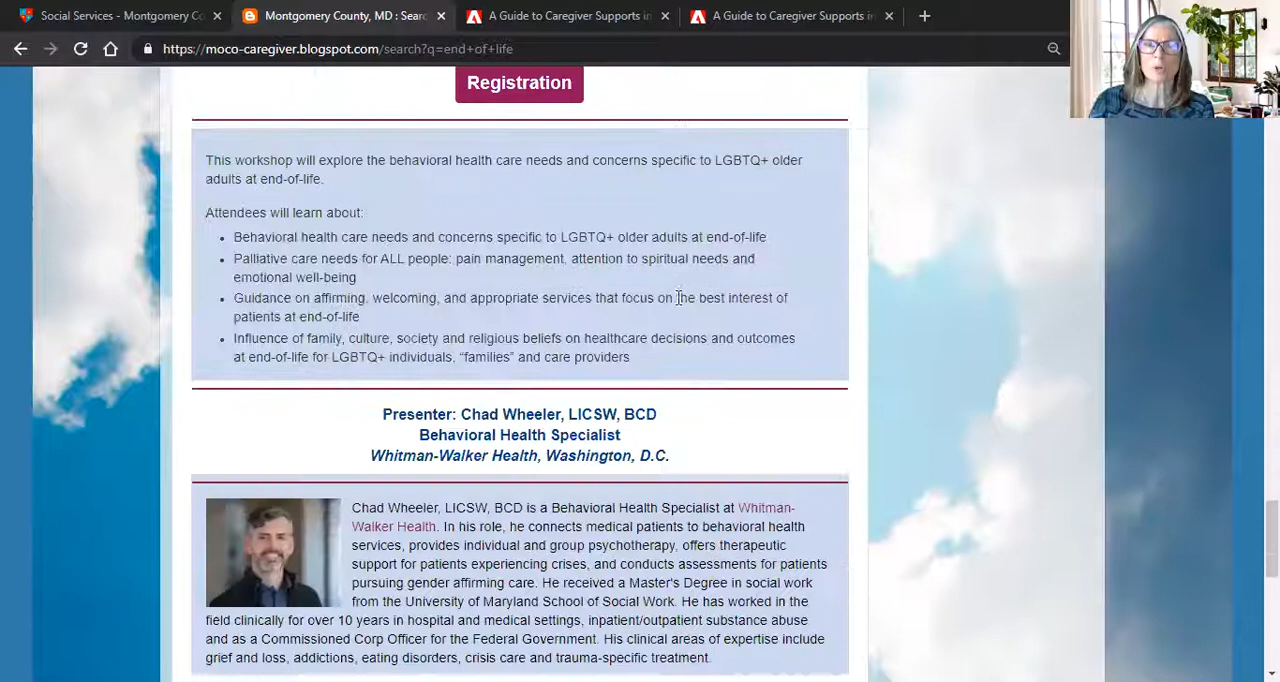 Social Services - Montgomery Co
Montgomery County, MD : Sear
A Guide to Caregiver Supports in
A Guide to Caregiver Supports in
https://moco-caregiver.blogspot.com/search?q=end+of+life
Registration
This workshop will explore the behavioral health care needs and concerns specific to LGBTQ+ older
adults at end-of-life.
Attendees will learn about:
• Behavioral health care needs and concerns specific to LGBTQ+ older adults at end-of-life
• Palliative care needs for ALL people: pain management, attention to spiritual needs and
emotional well-being
• Guidance on affirming, welcoming, and appropriate services that focus on the best interest of
patients at end-of-life
• Influence of family, culture, society and religious beliefs on healthcare decisions and outcomes
at end-of-life for LGBTQ+ individuals, “families” and care providers
Presenter: Chad Wheeler, LICSW, BCD
Behavioral Health Specialist
Whitman-Walker Health, Washington, D.C.
Chad Wheeler, LICSW, BCD is a Behavioral Health Specialist at Whitman-
Walker Health. In his role, he connects medical patients to behavioral health
services, provides individual and group psychotherapy, offers therapeutic
support for patients experiencing crises, and conducts assessments for patients
pursuing gender affirming care. He received a Master's Degree in social work
from the University of Maryland School of Social Work. He has worked in the
field clinically for over 10 years in hospital and medical settings, inpatient/outpatient substance abuse
and as a Commissioned Corp Officer for the Federal Government. His clinical areas of expertise include
grief and loss, addictions, eating disorders, crisis care and trauma-specific treatment.